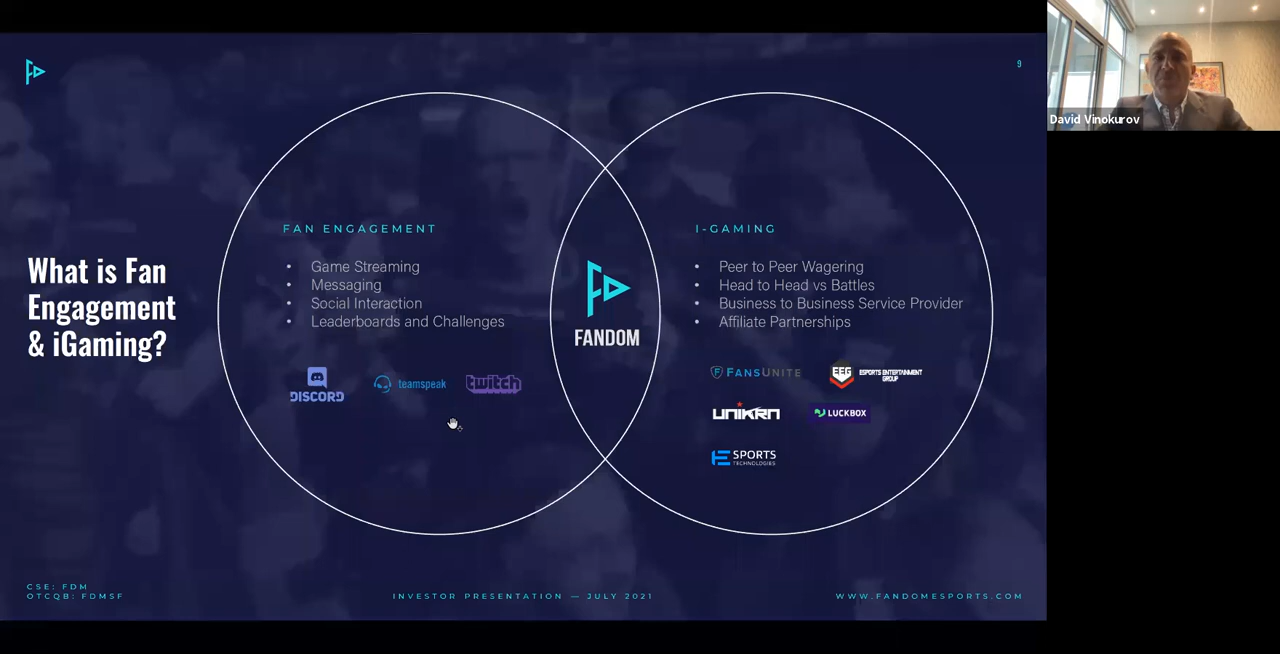 9
What is Fan
Engagement
& iGaming?
FAN ENGAGEMENT
• Game Streaming
• Messaging
• Social Interaction
• Leaderboards and Challenges
DISCORD
teamspeak
twitch
FANDOM
I-GAMING
• Peer to Peer Wagering
• Head to Head vs Battles
• Business to Business Service Provider
• Affiliate Partnerships
FANSUNITE
EEG ESPORTS ENTERTAINMENT
GROUP
UNIKRN
LUCKBOX
ESPORTS
TECHNOLOGIES
CSE: FDM
OTCQB: FDMSF
INVESTOR PRESENTATION — JULY 2021
WWW.FANDOMESPORTS.COM
David Vinokurov